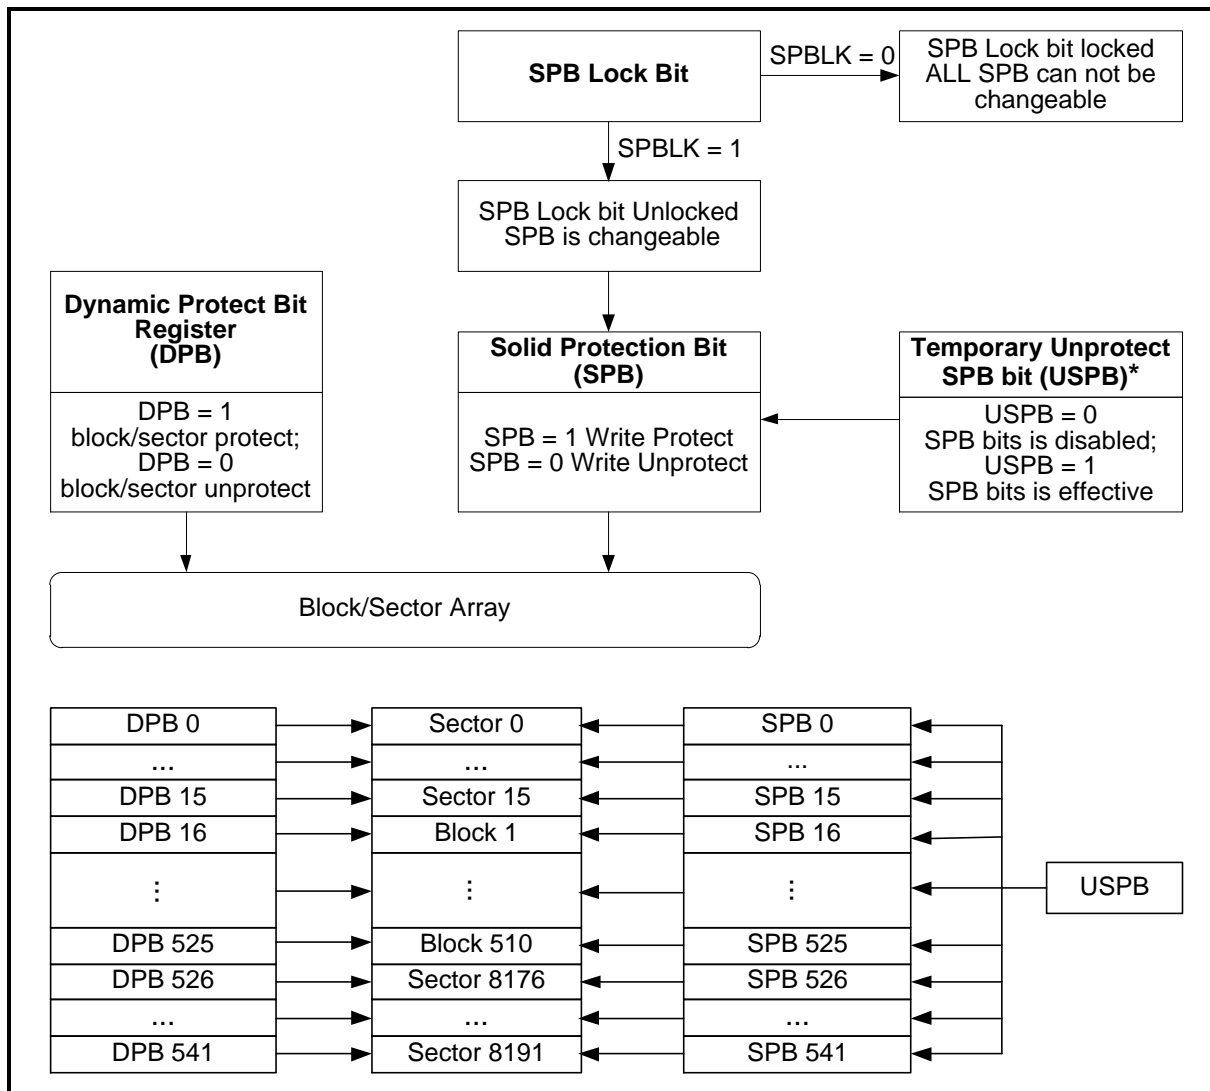 SPB Lock Bit
SPBLK = 0
SPB Lock bit locked
ALL SPB can not be
changeable
SPBLK = 1
SPB Lock bit Unlocked
SPB is changeable
Dynamic Protect Bit
Register
(DPB)
DPB = 1
block/sector protect;
DPB = 0
block/sector unprotect
Solid Protection Bit
(SPB)
SPB = 1 Write Protect
SPB = 0 Write Unprotect
Temporary Unprotect
SPB bit (USPB)*
USPB = 0
SPB bits is disabled;
USPB = 1
SPB bits is effective
Block/Sector Array
DPB 0 Sector 0 SPB 0
... ... ...
DPB 15 Sector 15 SPB 15
DPB 16 Block 1 SPB 16
⋮ ⋮ ⋮
USPB
DPB 525 Block 510 SPB 525
DPB 526 Sector 8176 SPB 526
... ... ...
DPB 541 Sector 8191 SPB 541